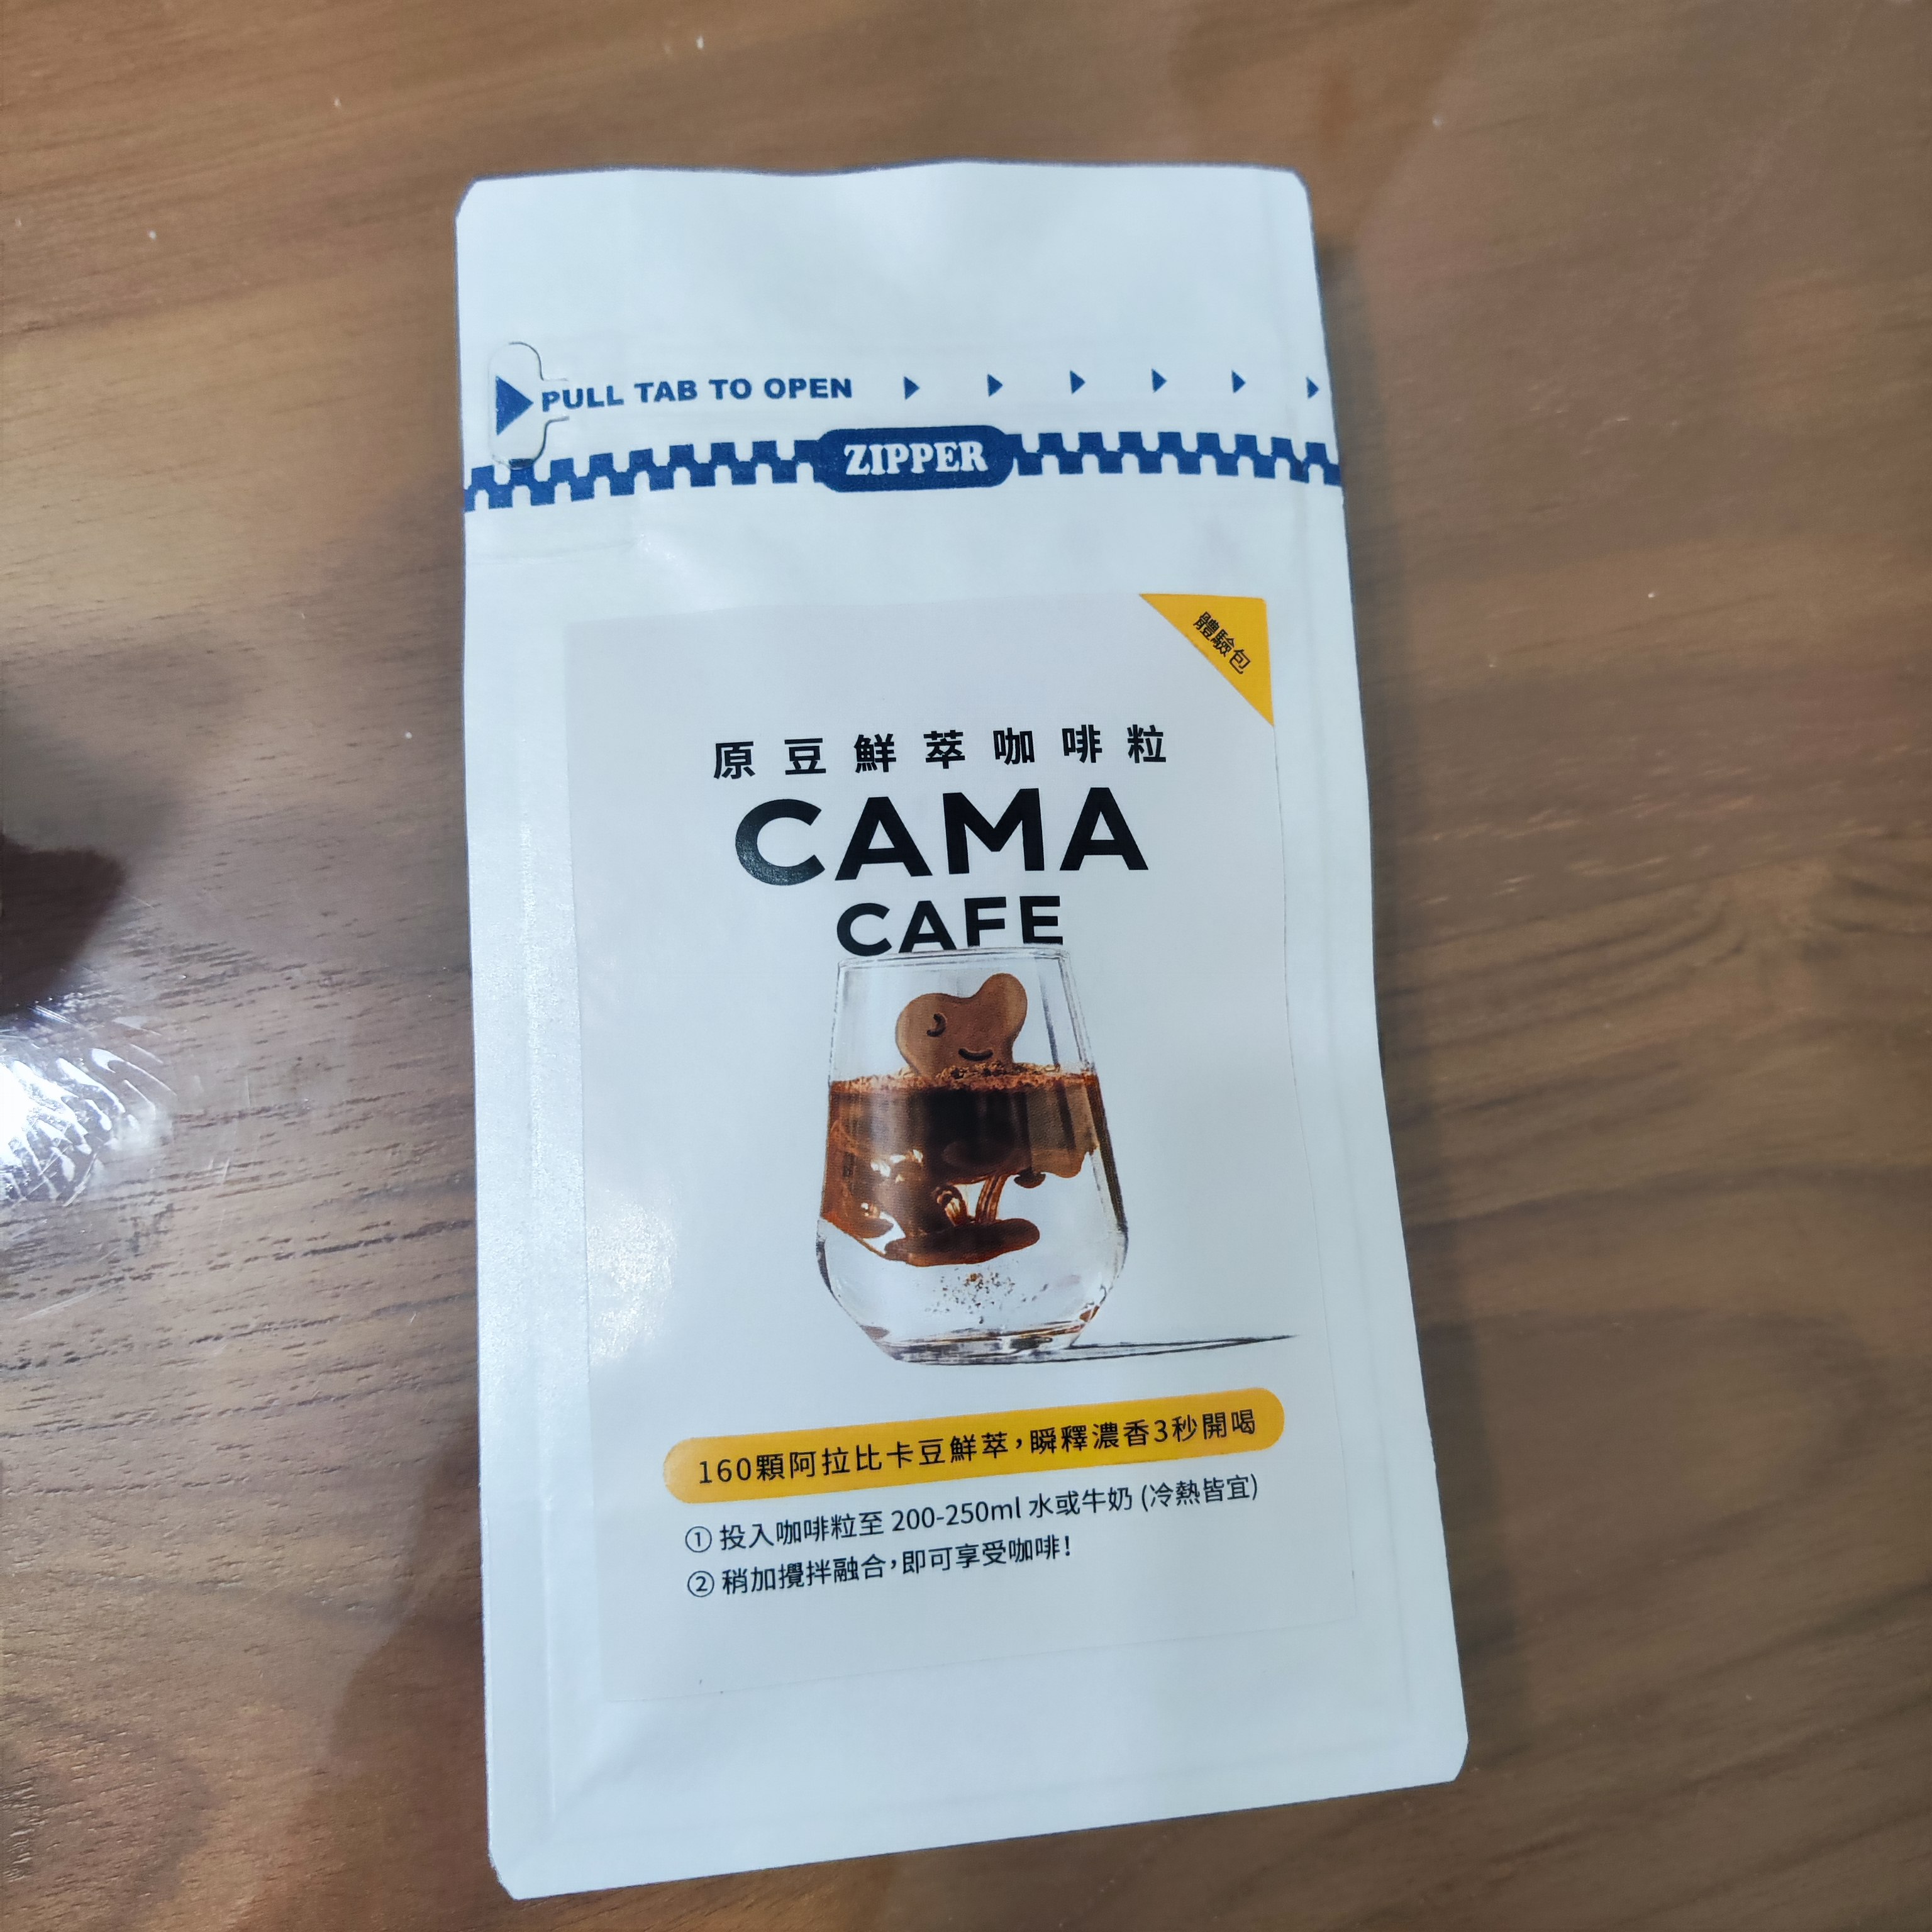 PULL TAB TO OPEN
ZIPPER
體驗包
原豆鮮萃咖啡粒
CAMA
CAFE
160顆阿拉比卡豆鮮萃，瞬釋濃香3秒開喝
① 投入咖啡粒至 200-250ml 水或牛奶 (冷熱皆宜)
② 稍加攪拌融合，即可享受咖啡！